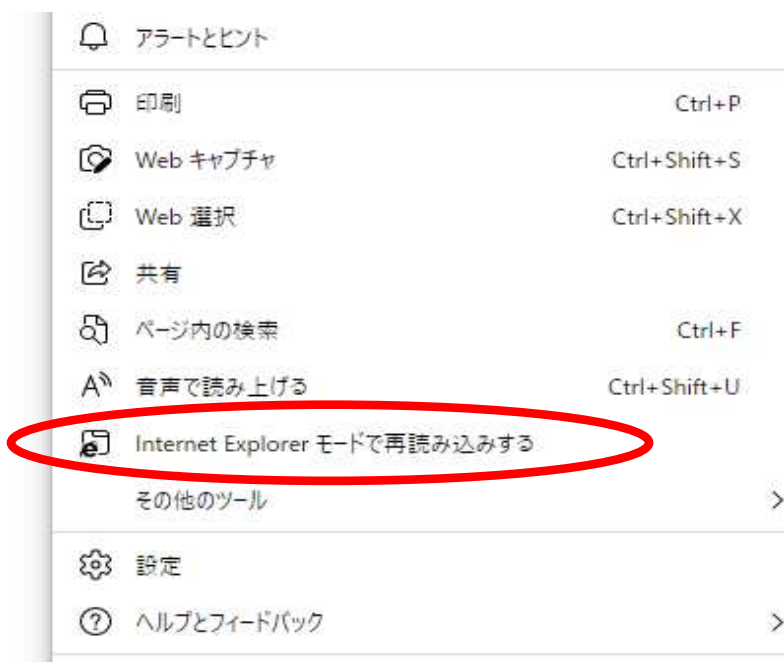 アラートとヒント
印刷 Ctrl+P
Web キャプチャ Ctrl+Shift+S
Web 選択 Ctrl+Shift+X
共有
ページ内の検索 Ctrl+F
音声で読み上げる Ctrl+Shift+U
Internet Explorer モードで再読み込みする
その他のツール
設定
ヘルプとフィードバック